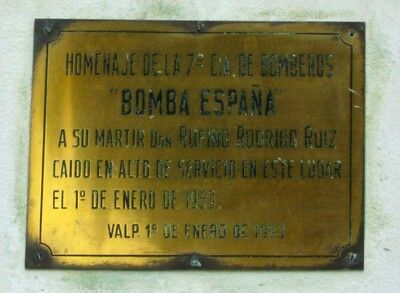 HOMENAJE DE LA 7ª CIA. DE BOMBEROS
"BOMBA ESPAÑA"
A SU MARTIR DON RUFINO RODRIGO RUIZ
CAIDO EN ACTO DE SERVICIO EN ESTE LUGAR
EL 1º DE ENERO DE 1953.
VALP. 1º DE ENERO DE 1983